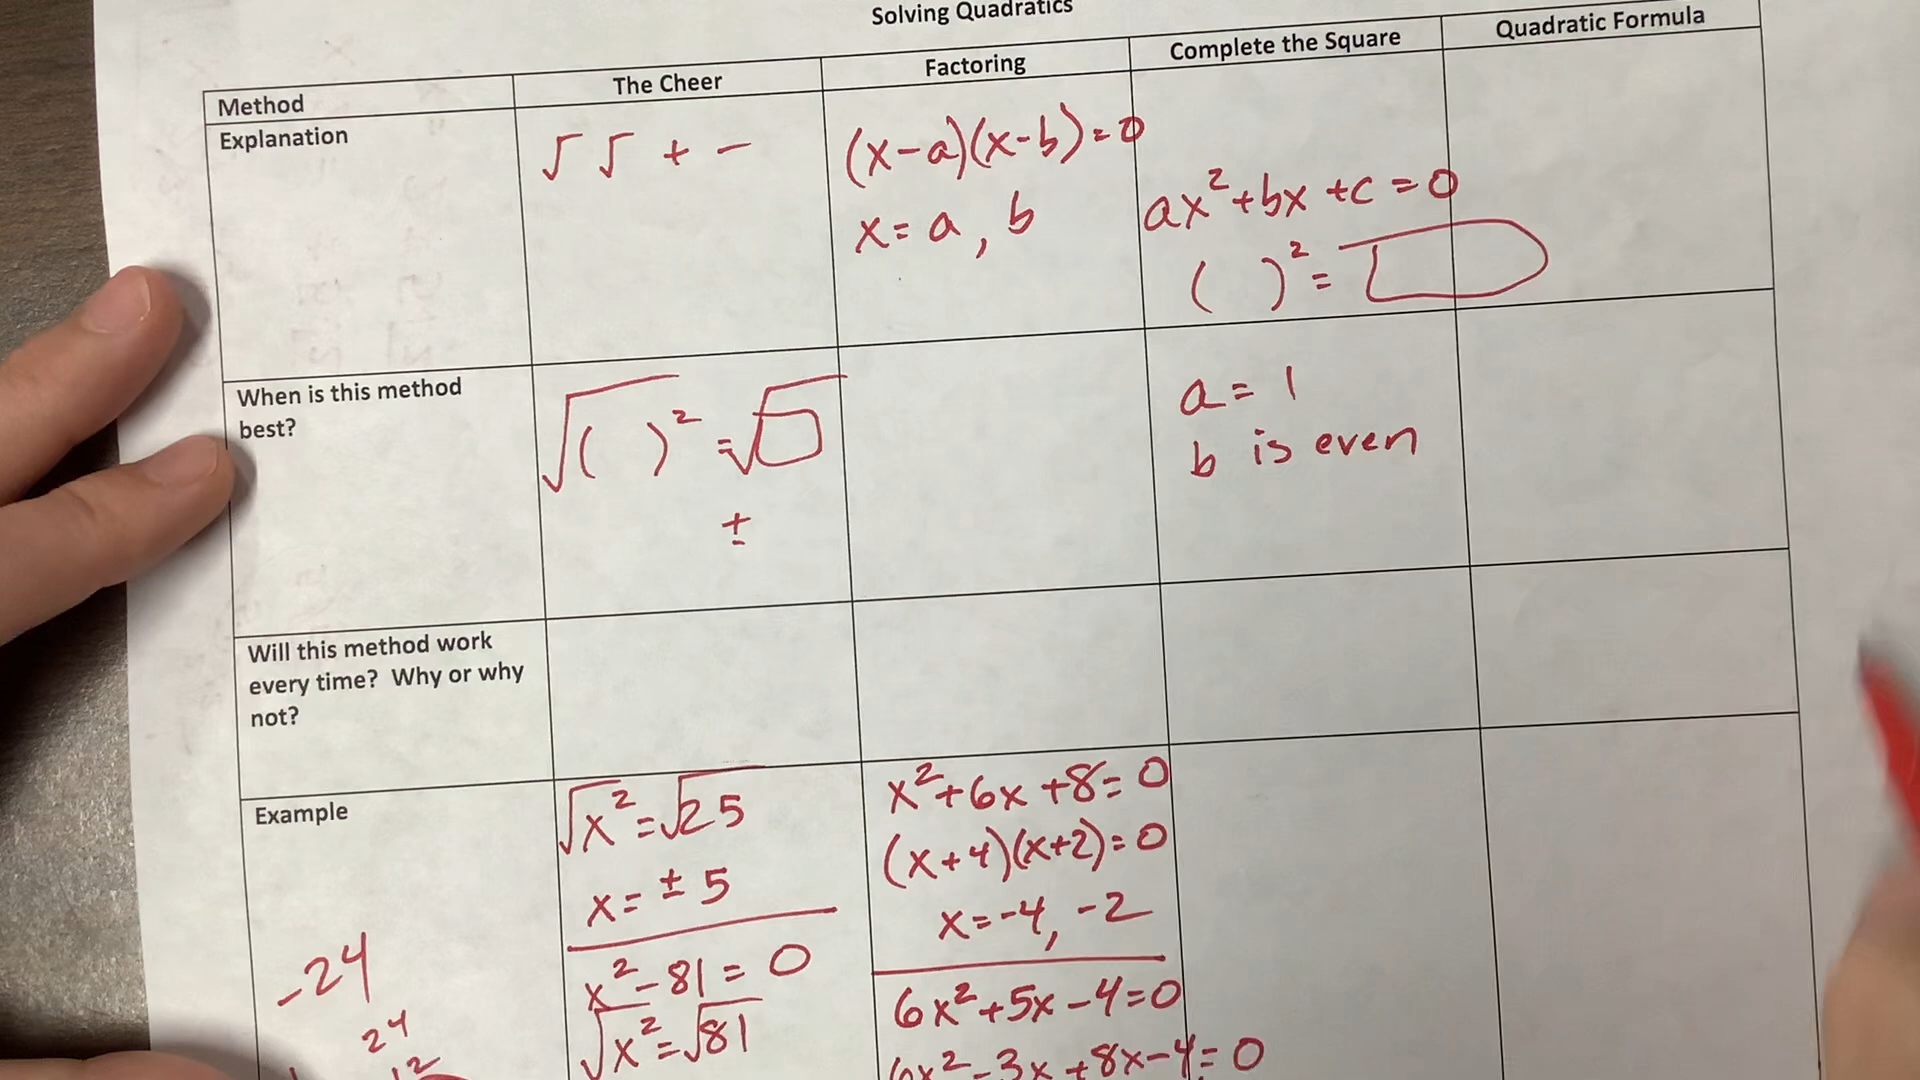 Solving Quadratics
Method
The Cheer
Factoring
Complete the Square
Quadratic Formula
Explanation
√ √ + -
(x-a)(x-b)=0
x= a, b
ax²+bx+c=0
( )²=
When is this method
best?
√( )² = √
±
a= 1
b is even
Will this method work
every time? Why or why
not?
Example
√x²=√25
x= ±5
x²-81=0
√x²=√81
x²+6x+8=0
(x+4)(x+2)=0
x=-4, -2
6x²+5x-4=0
6x²-3x+8x-4=0
-24
24
12